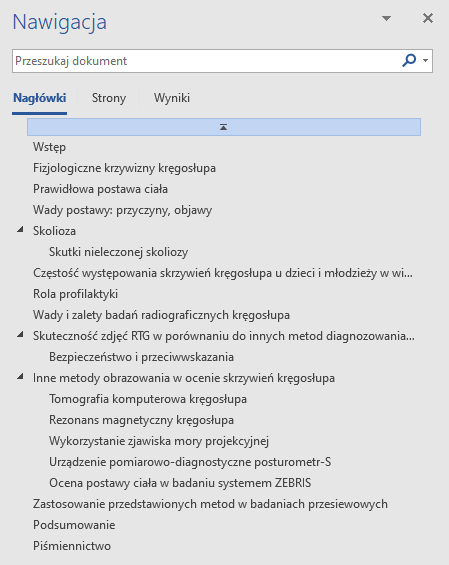 Nawigacja
Przeszukaj dokument
Nagłówki Strony Wyniki
Wstęp
Fizjologiczne krzywizny kręgosłupa
Prawidłowa postawa ciała
Wady postawy: przyczyny, objawy
Skolioza
Skutki nieleczonej skoliozy
Częstość występowania skrzywień kręgosłupa u dzieci i młodzieży w wi...
Rola profilaktyki
Wady i zalety badań radiograficznych kręgosłupa
Skuteczność zdjęć RTG w porównaniu do innych metod diagnozowania...
Bezpieczeństwo i przeciwwskazania
Inne metody obrazowania w ocenie skrzywień kręgosłupa
Tomografia komputerowa kręgosłupa
Rezonans magnetyczny kręgosłupa
Wykorzystanie zjawiska mory projekcyjnej
Urządzenie pomiarowo-diagnostyczne posturometr-S
Ocena postawy ciała w badaniu systemem ZEBRIS
Zastosowanie przedstawionych metod w badaniach przesiewowych
Podsumowanie
Piśmiennictwo